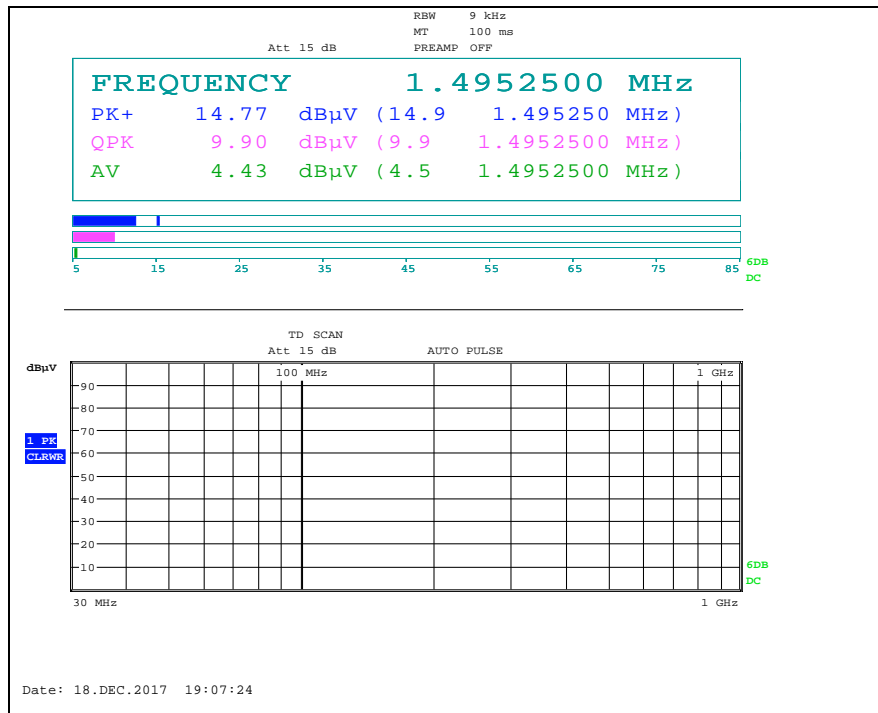 RBW 9 kHz
MT 100 ms
Att 15 dB PREAMP OFF
FREQUENCY 1.4952500 MHz
PK+ 14.77 dBµV (14.9 1.495250 MHz)
QPK 9.90 dBµV (9.9 1.4952500 MHz)
AV 4.43 dBµV (4.5 1.4952500 MHz)
5 15 25 35 45 55 65 75 85
6DB
DC
TD SCAN
Att 15 dB AUTO PULSE
dBµV
100 MHz 1 GHz
90
80
70
1 PK
CLRWR
60
50
40
30
20
10
6DB
DC
30 MHz 1 GHz
Date: 18.DEC.2017 19:07:24